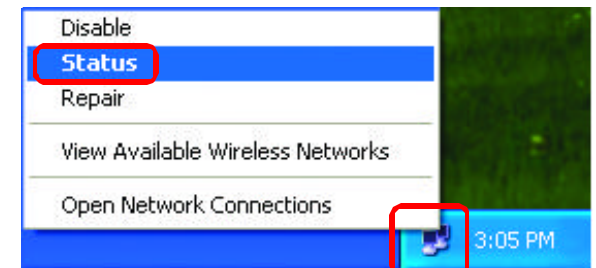 Disable
Status
Repair
View Available Wireless Networks
Open Network Connections
3:05 PM